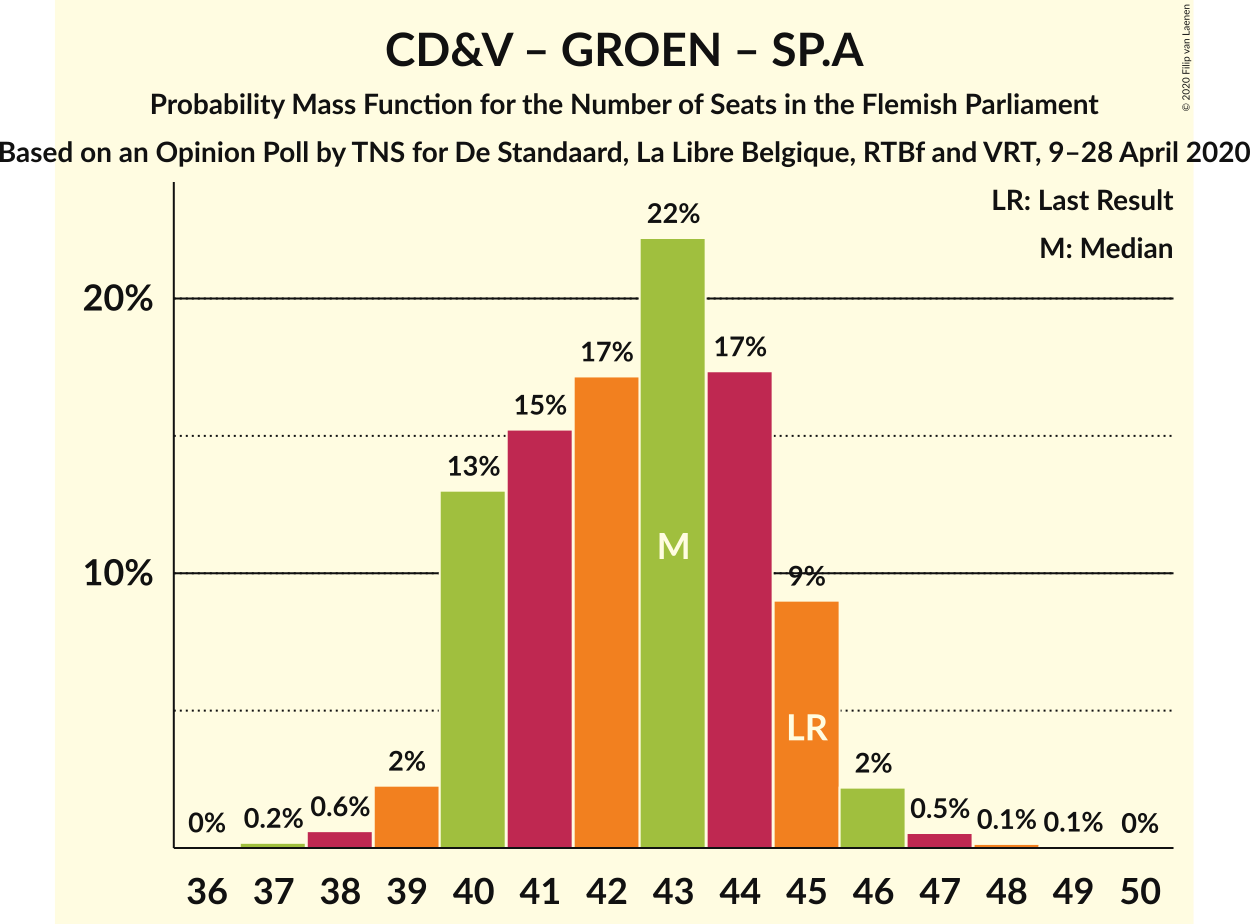 CD&V – GROEN – SP.A
© 2020 Filip van Laenen
Probability Mass Function for the Number of Seats in the Flemish Parliament
Based on an Opinion Poll by TNS for De Standaard, La Libre Belgique, RTBf and VRT, 9–28 April 2020
LR: Last Result
M: Median
20%
10%
0% 0.2% 0.6% 2% 13% 15% 17% 22% 17% 9% 2% 0.5% 0.1% 0.1% 0%
M
LR
36 37 38 39 40 41 42 43 44 45 46 47 48 49 50